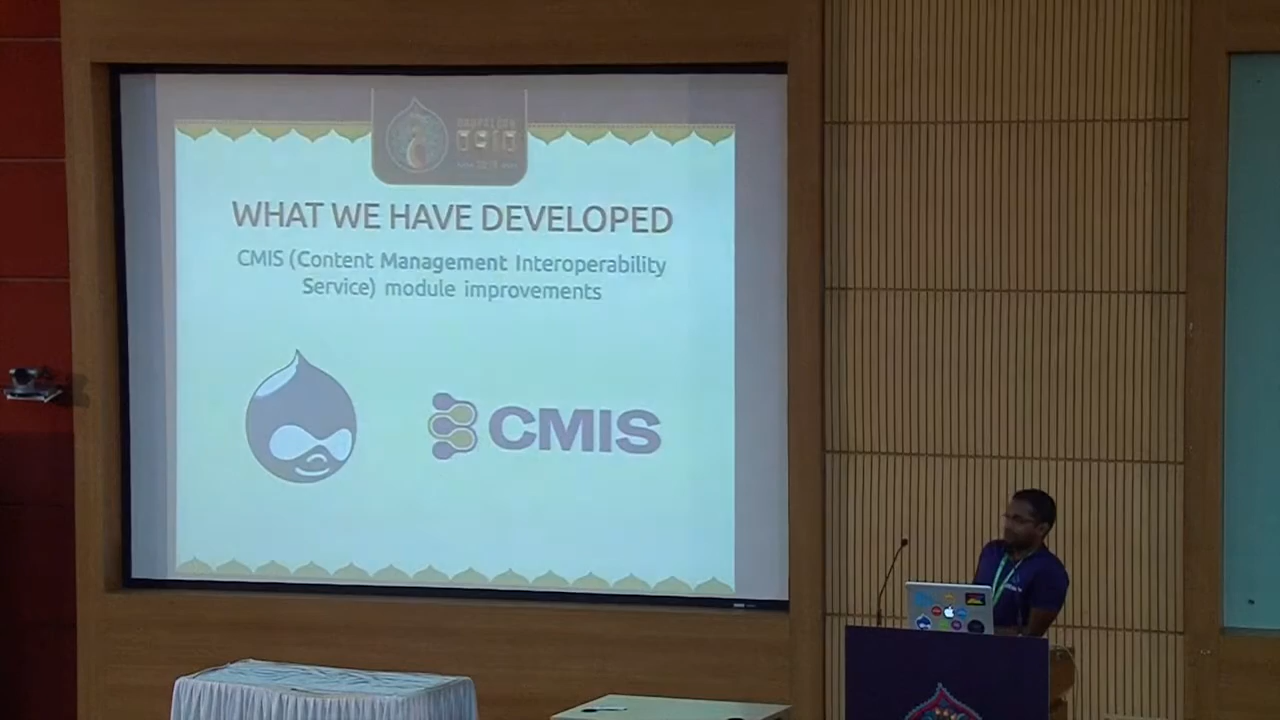 WHAT WE HAVE DEVELOPED
CMIS (Content Management Interoperability
Service) module improvements
CMIS